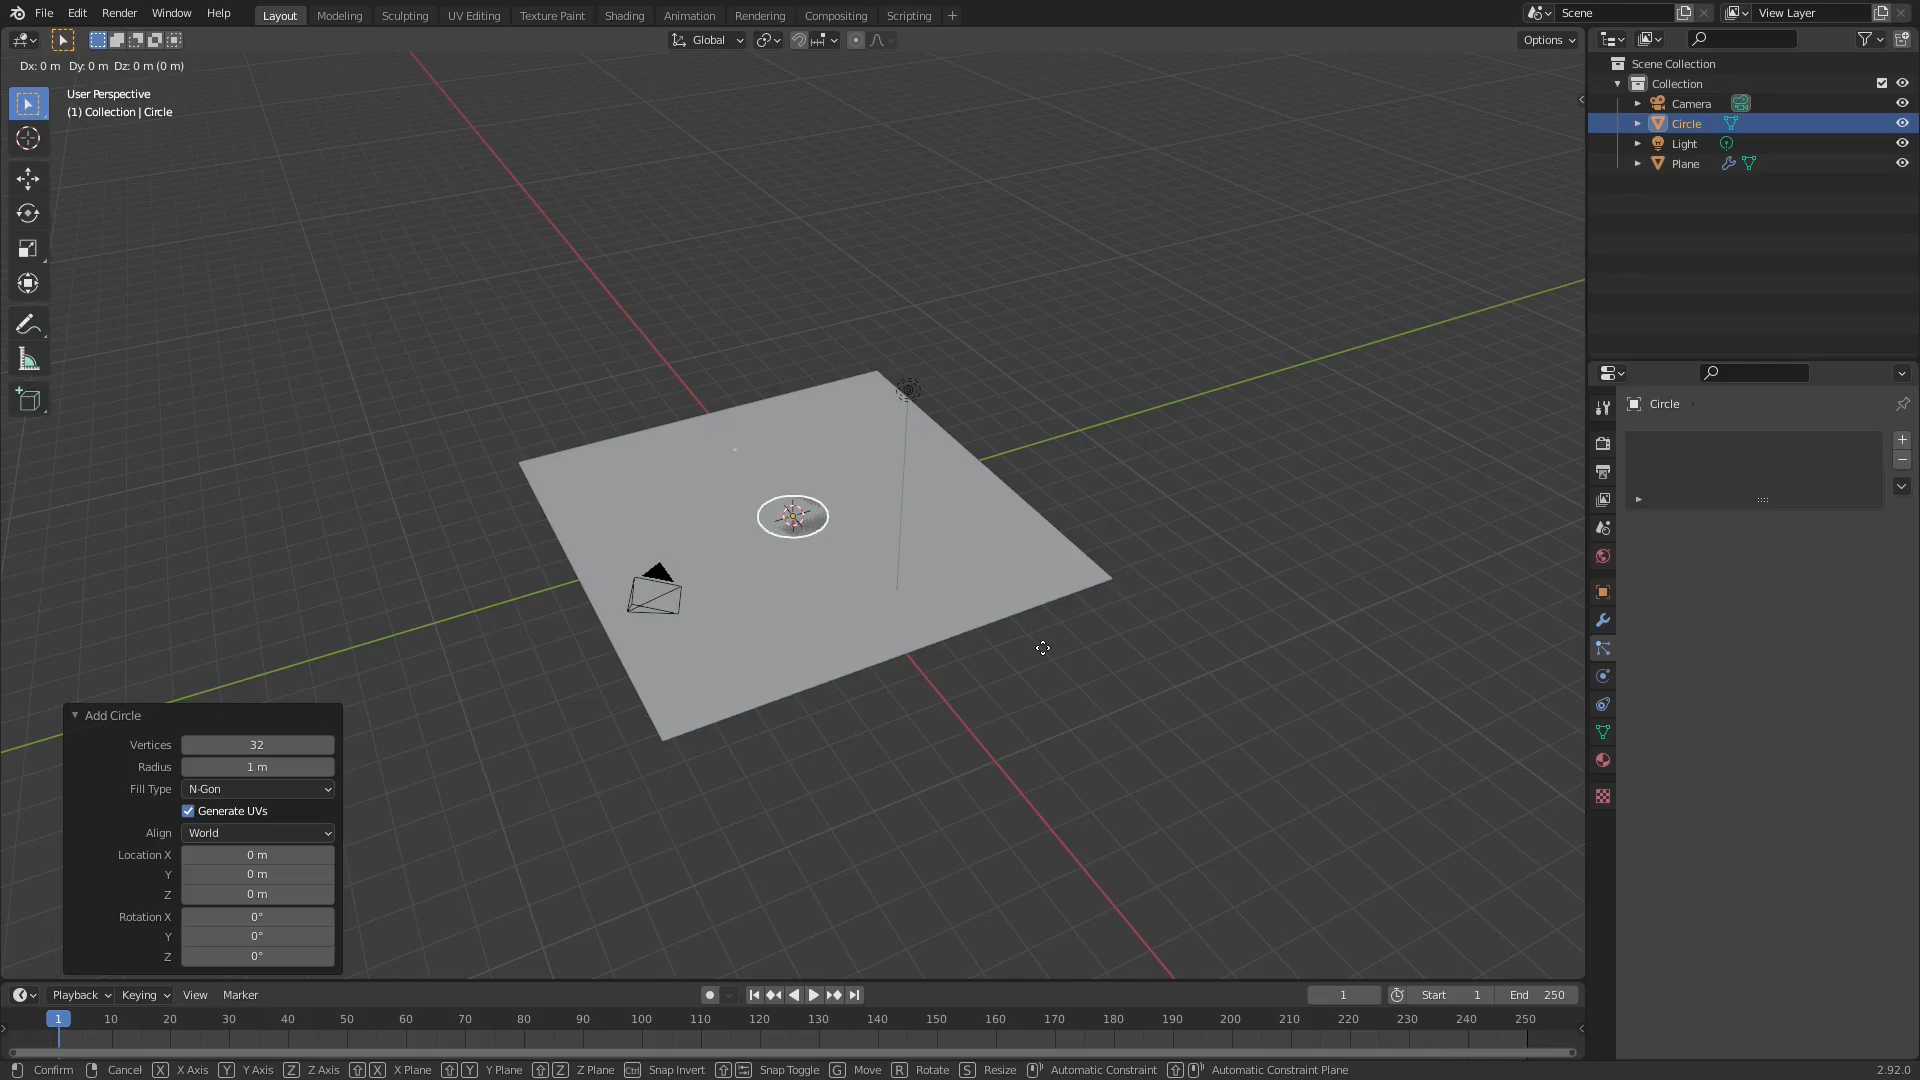 File Edit Render Window Help Layout Modeling Sculpting UV Editing Texture Paint Shading Animation Rendering Compositing Scripting + Scene View Layer
Global Options
Dx: 0 m Dy: 0 m Dz: 0 m (0 m)
User Perspective
(1) Collection | Circle
Scene Collection
Collection
Camera
Circle
Light
Plane
Circle
Add Circle
Vertices 32
Radius 1 m
Fill Type N-Gon
Generate UVs
Align World
Location X 0 m
Y 0 m
Z 0 m
Rotation X 0°
Y 0°
Z 0°
Playback Keying View Marker 1 Start 1 End 250
1 10 20 30 40 50 60 70 80 90 100 110 120 130 140 150 160 170 180 190 200 210 220 230 240 250
Confirm Cancel X X Axis Y Y Axis Z Z Axis X X Plane Y Y Plane Z Z Plane Ctrl Snap Invert Snap Toggle G Move R Rotate S Resize Automatic Constraint Automatic Constraint Plane 2.92.0